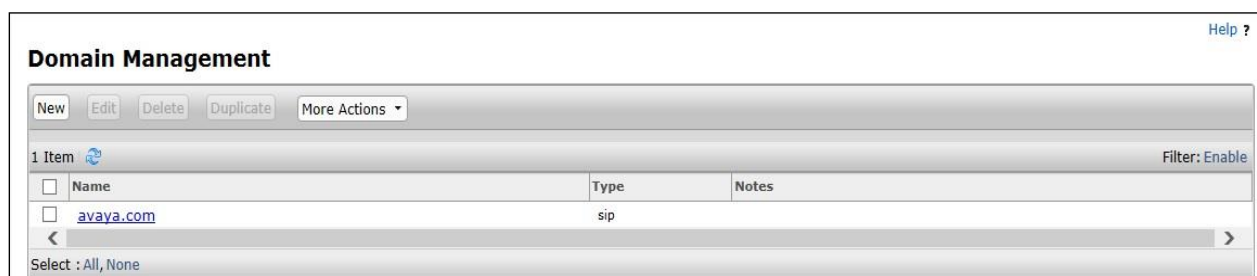 Help ?
Domain Management
New Edit Delete Duplicate More Actions
1 Item Filter: Enable
Name Type Notes
avaya.com sip
Select : All, None